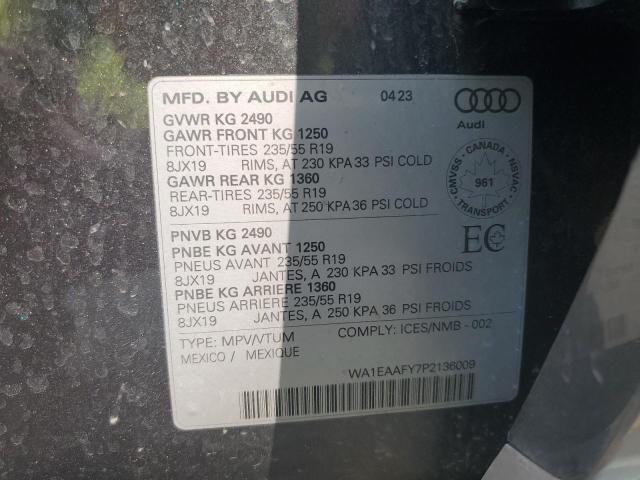 MFD. BY AUDI AG 0423
Audi
GVWR KG 2490
GAWR FRONT KG 1250
FRONT-TIRES 235/55 R19
8JX19 RIMS, AT 230 KPA 33 PSI COLD
GAWR REAR KG 1360
REAR-TIRES 235/55 R19
8JX19 RIMS, AT 250 KPA 36 PSI COLD
CMVSS - CANADA - NSVAC
961
TRANSPORT
PNVB KG 2490
PNBE KG AVANT 1250
PNEUS AVANT 235/55 R19
8JX19 JANTES, A 230 KPA 33 PSI FROIDS
PNBE KG ARRIERE 1360
PNEUS ARRIERE 235/55 R19
8JX19 JANTES, A 250 KPA 36 PSI FROIDS
EC
TYPE: MPV/VTUM COMPLY: ICES/NMB - 002
MEXICO / MEXIQUE
WA1EAAFY7P2136009